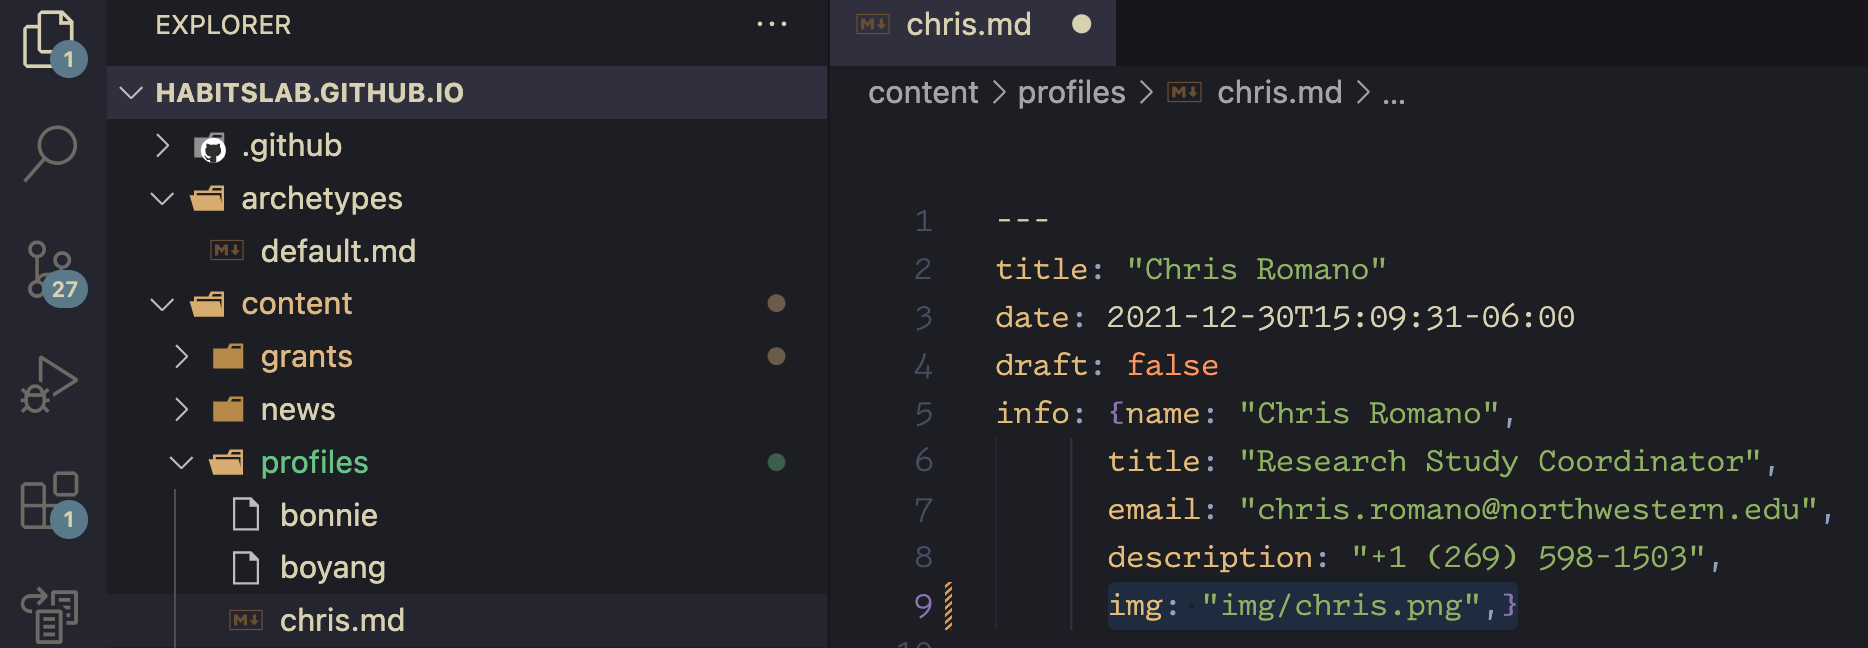 EXPLORER
...
HABITSLAB.GITHUB.IO
.github
archetypes
default.md
content
grants
news
profiles
bonnie
boyang
chris.md
1
27
1
chris.md
content > profiles > chris.md > ...
1 ---
2 title: "Chris Romano"
3 date: 2021-12-30T15:09:31-06:00
4 draft: false
5 info: {name: "Chris Romano",
6 title: "Research Study Coordinator",
7 email: "chris.romano@northwestern.edu",
8 description: "+1 (269) 598-1503",
9 img: "img/chris.png",}